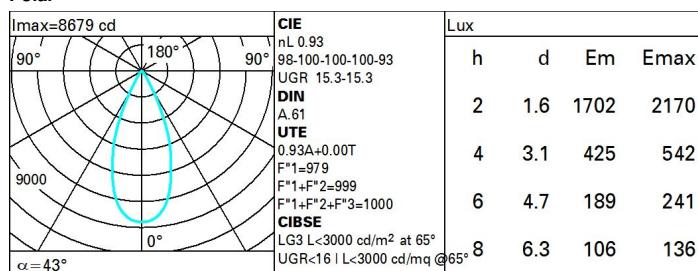 Imax=8679 cd
90° 180° 90°
9000
0°
α=43°
CIE
nL 0.93
98-100-100-100-93
UGR 15.3-15.3
DIN
A.61
UTE
0.93A+0.00T
F"1=979
F"1+F"2=999
F"1+F"2+F"3=1000
CIBSE
LG3 L<3000 cd/m² at 65°
UGR<16 | L<3000 cd/mq @65°
Lux
h d Em Emax
2 1.6 1702 2170
4 3.1 425 542
6 4.7 189 241
8 6.3 106 136